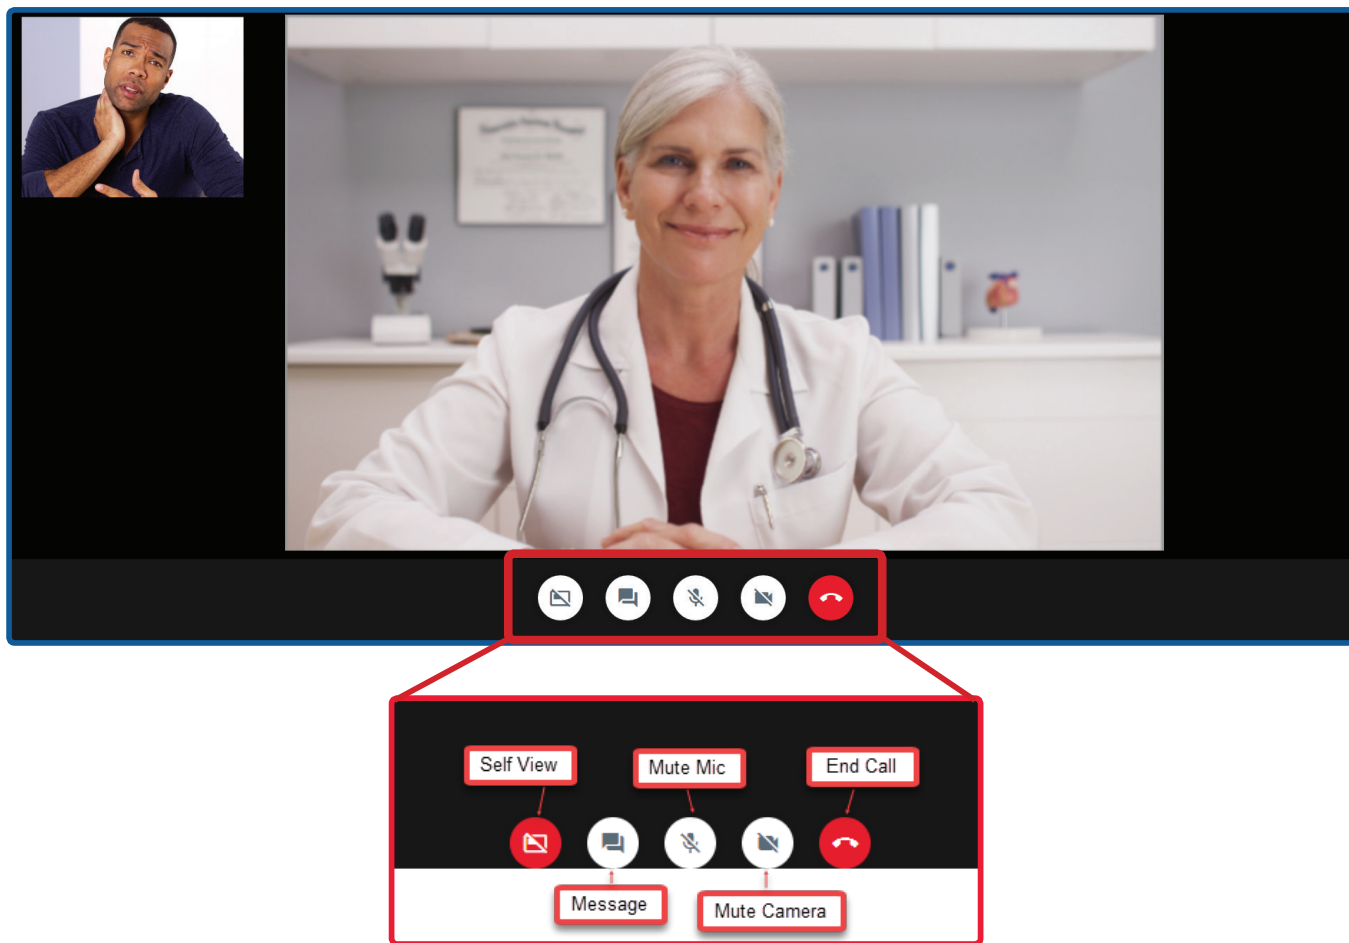 Self View
Mute Mic
End Call
Message
Mute Camera